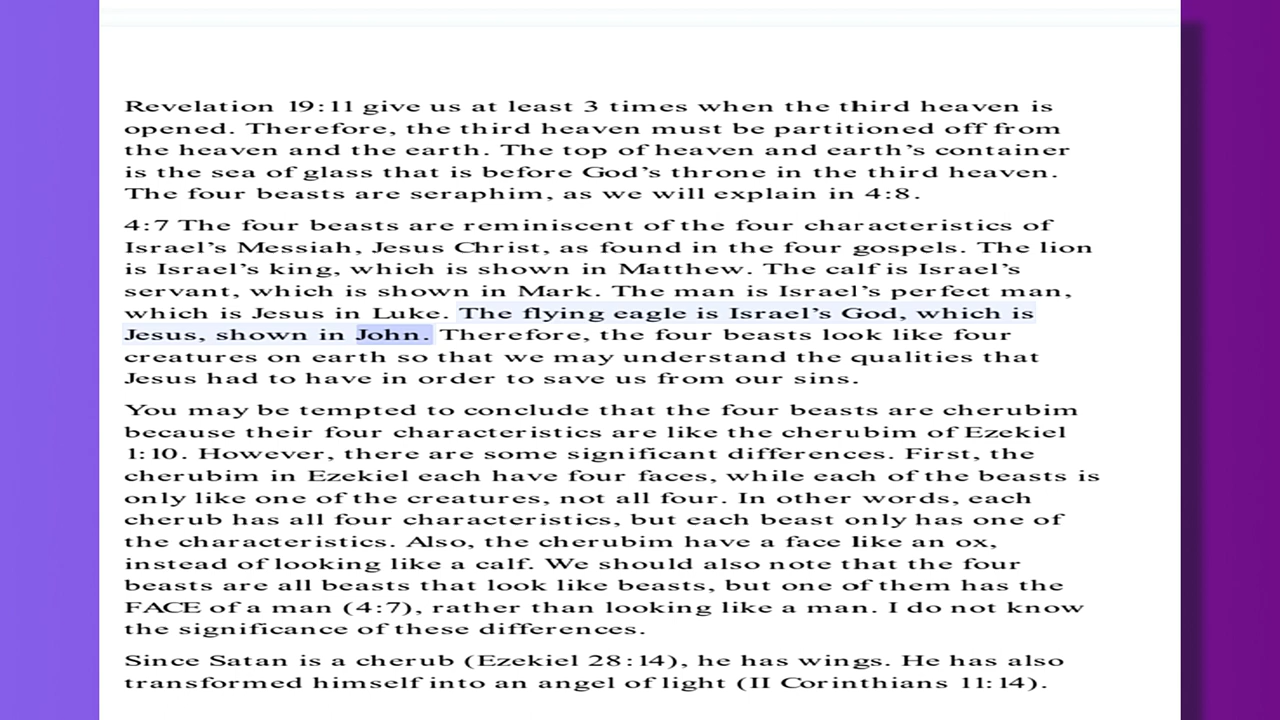 Revelation 19:11 give us at least 3 times when the third heaven is
opened. Therefore, the third heaven must be partitioned off from
the heaven and the earth. The top of heaven and earth’s container
is the sea of glass that is before God’s throne in the third heaven.
The four beasts are seraphim, as we will explain in 4:8.
4:7 The four beasts are reminiscent of the four characteristics of
Israel’s Messiah, Jesus Christ, as found in the four gospels. The lion
is Israel’s king, which is shown in Matthew. The calf is Israel’s
servant, which is shown in Mark. The man is Israel’s perfect man,
which is Jesus in Luke. The flying eagle is Israel’s God, which is
Jesus, shown in John. Therefore, the four beasts look like four
creatures on earth so that we may understand the qualities that
Jesus had to have in order to save us from our sins.
You may be tempted to conclude that the four beasts are cherubim
because their four characteristics are like the cherubim of Ezekiel
1:10. However, there are some significant differences. First, the
cherubim in Ezekiel each have four faces, while each of the beasts is
only like one of the creatures, not all four. In other words, each
cherub has all four characteristics, but each beast only has one of
the characteristics. Also, the cherubim have a face like an ox,
instead of looking like a calf. We should also note that the four
beasts are all beasts that look like beasts, but one of them has the
FACE of a man (4:7), rather than looking like a man. I do not know
the significance of these differences.
Since Satan is a cherub (Ezekiel 28:14), he has wings. He has also
transformed himself into an angel of light (II Corinthians 11:14).